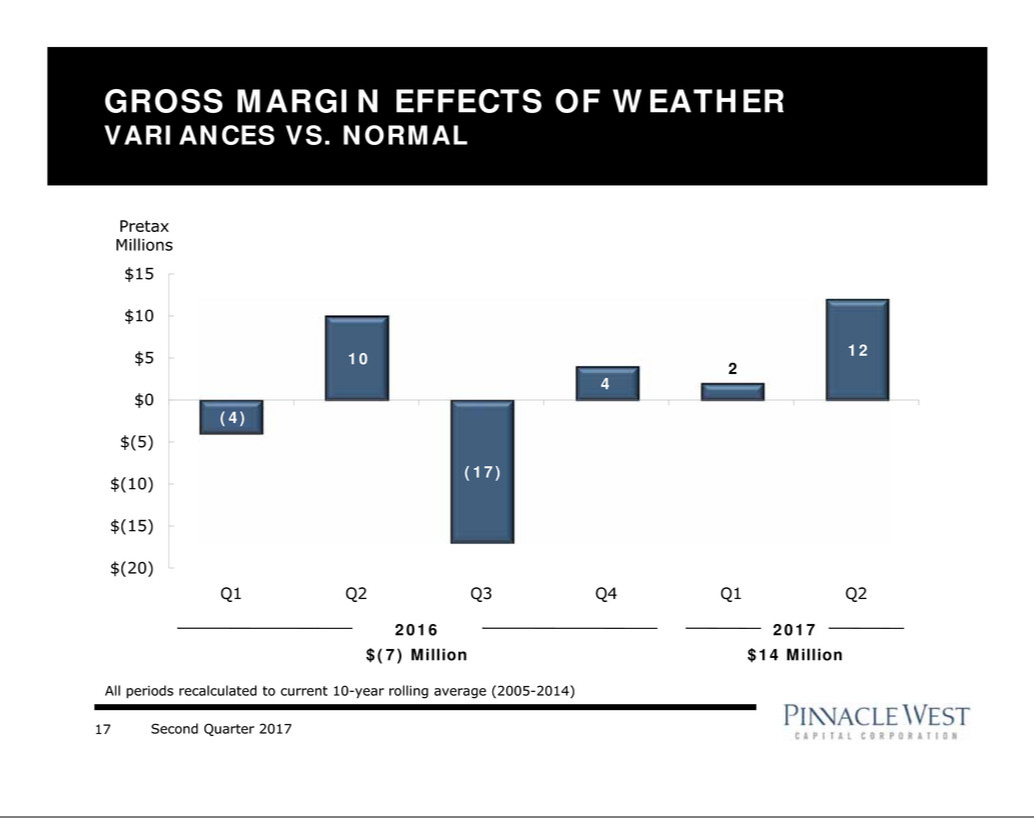 GROSS MARGIN EFFECTS OF WEATHER
VARIANCES VS. NORMAL
Pretax
Millions
$15
$10
$5
$0
$(5)
$(10)
$(15)
$(20)
(4)
10
(17)
4
2
12
Q1 Q2 Q3 Q4 Q1 Q2
2016 2017
$(7) Million $14 Million
All periods recalculated to current 10-year rolling average (2005-2014)
17 Second Quarter 2017
PINNACLE WEST
CAPITAL CORPORATION